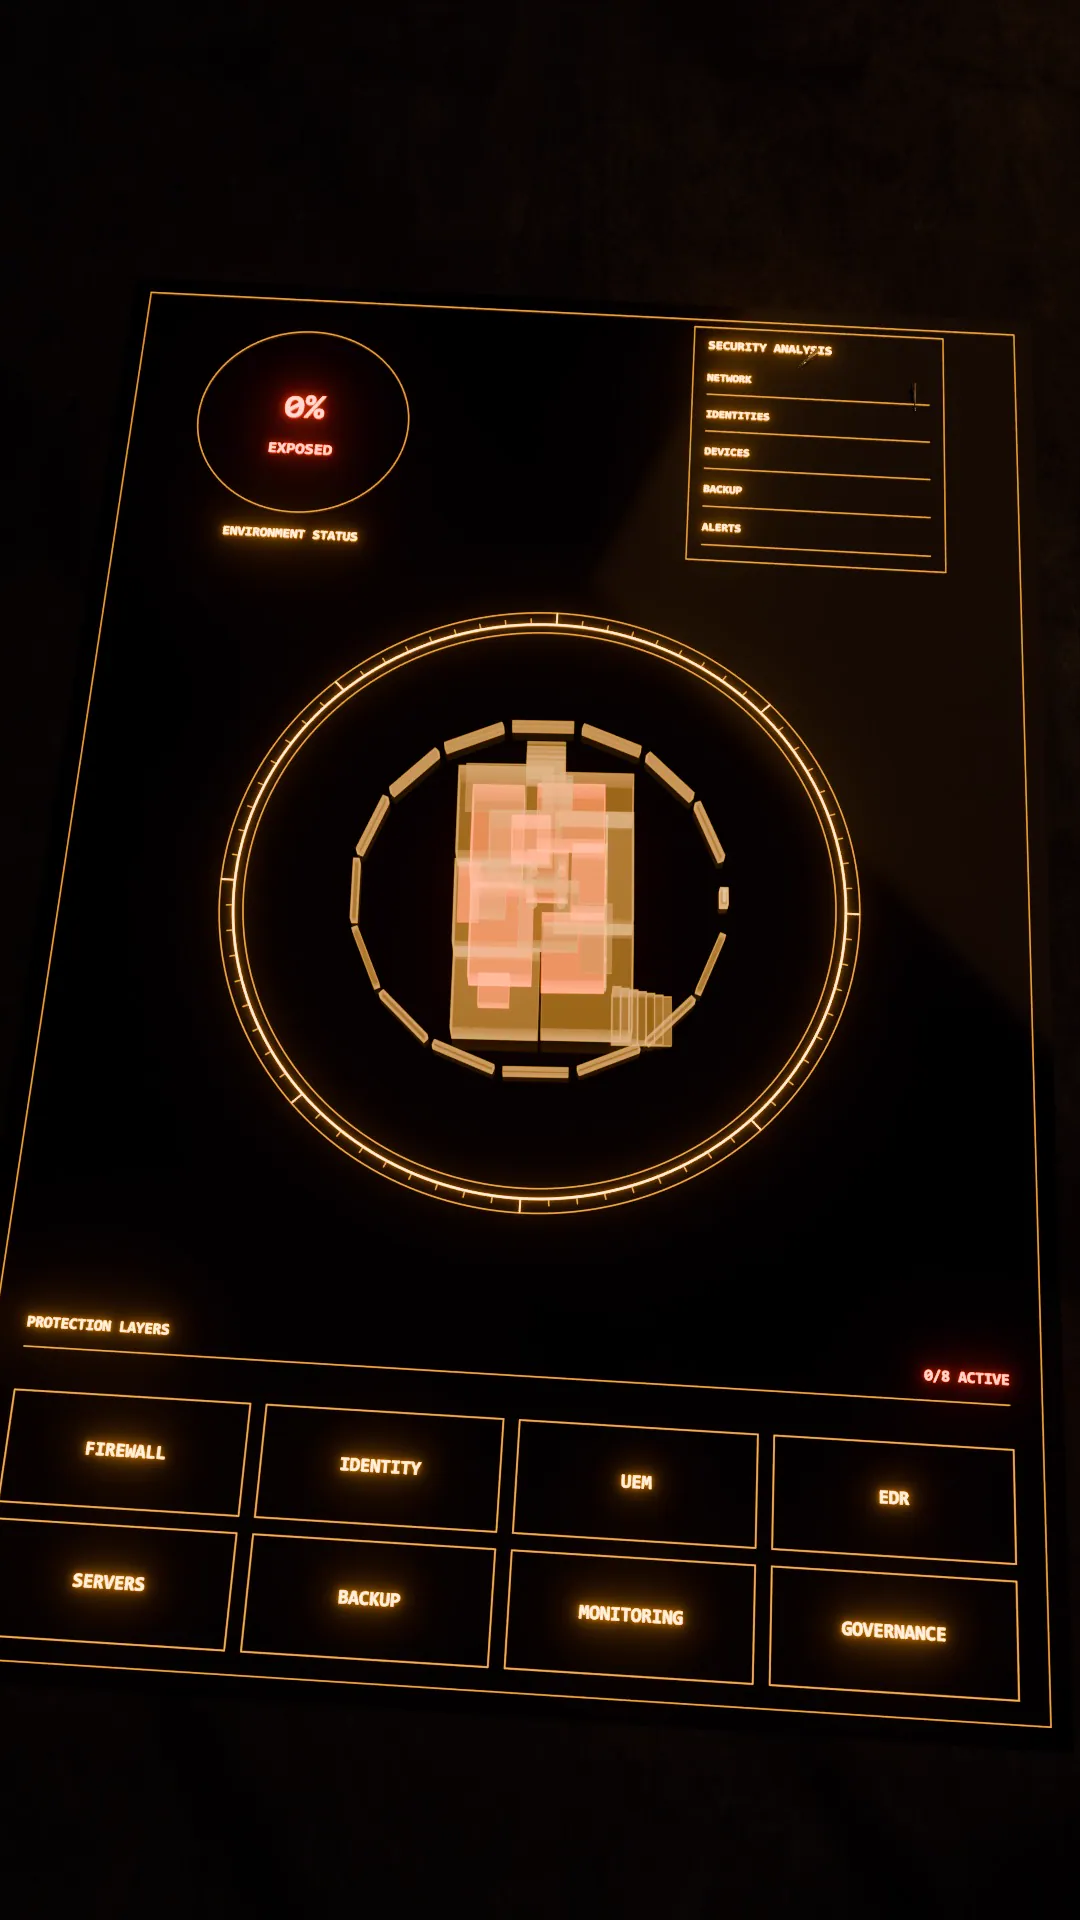 0%
EXPOSED
ENVIRONMENT STATUS
SECURITY ANALYSIS
NETWORK
IDENTITIES
DEVICES
BACKUP
ALERTS
PROTECTION LAYERS
0/8 ACTIVE
FIREWALL
IDENTITY
UEM
EDR
SERVERS
BACKUP
MONITORING
GOVERNANCE